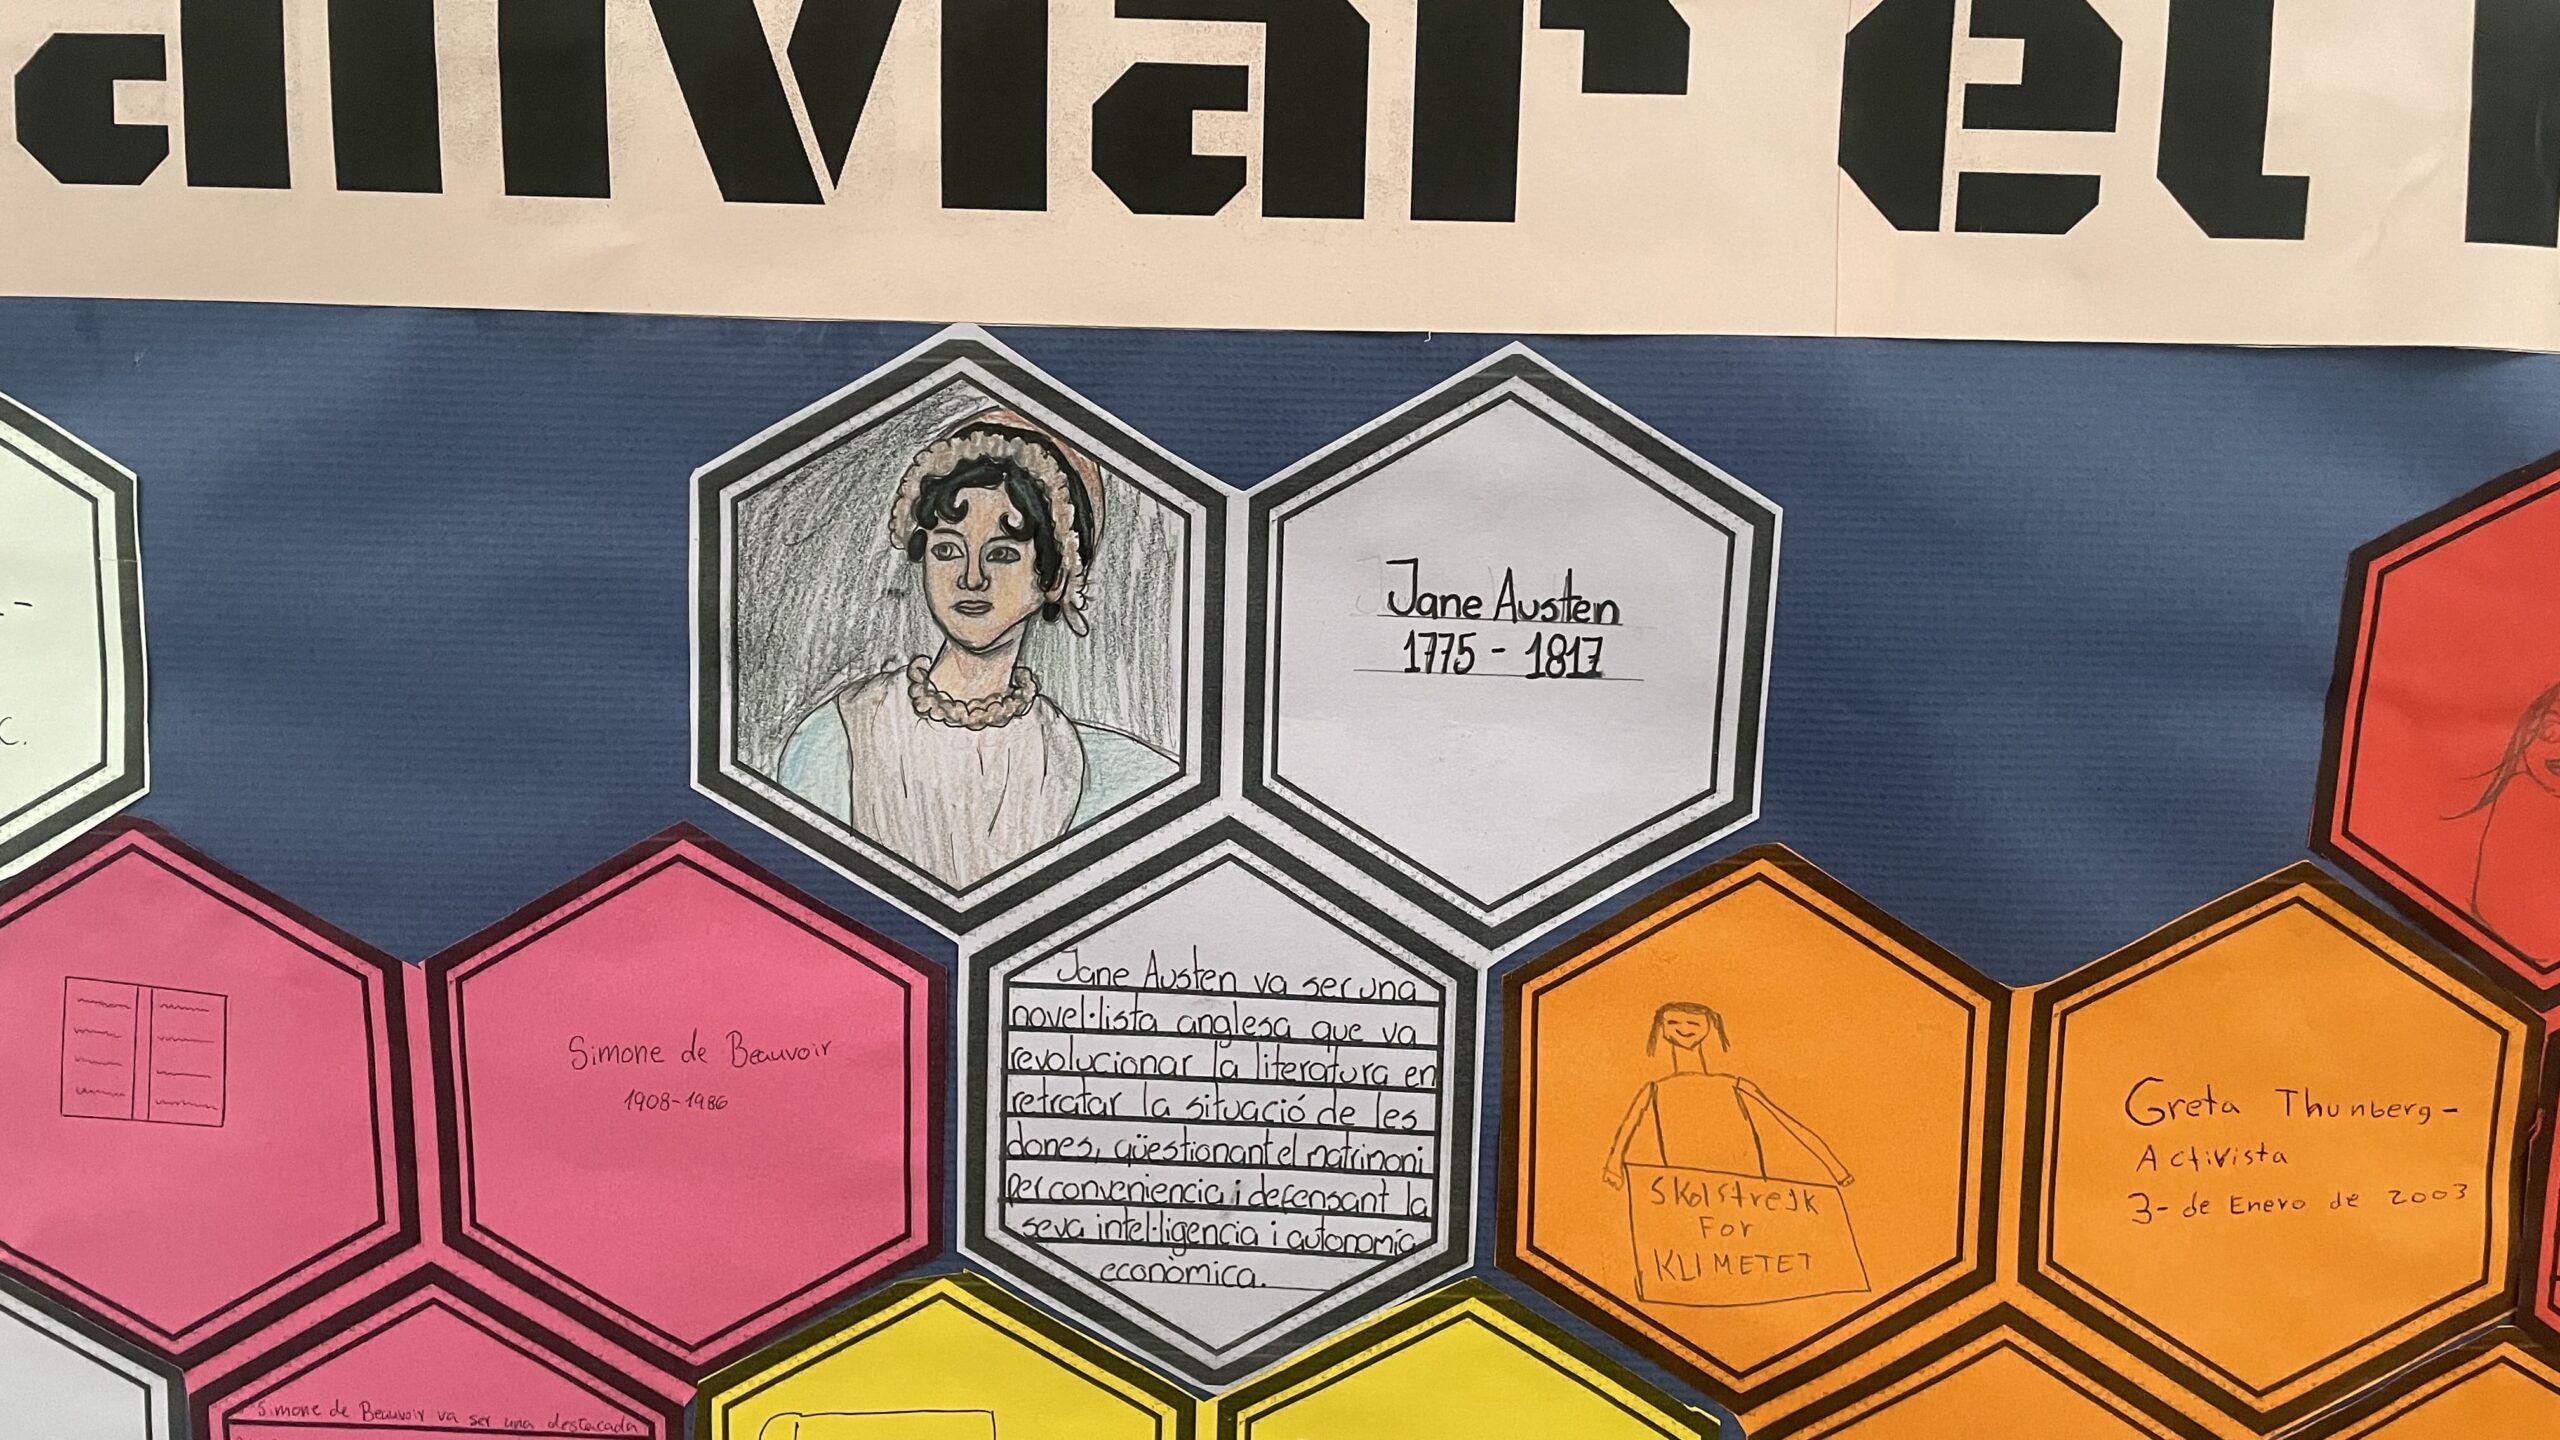 anviar el
Jane Austen
1775 - 1817
Simone de Beauvoir
1908-1986
Jane Austen va ser una
novel·lista anglesa que va
revolucionar la literatura en
retratar la situació de les
dones, qüestionant el matrimoni
per conveniencia i defensant la
seva intel·ligencia i autonomia
econòmica.
Skolstrejk
For
KLIMETET
Greta Thunberg-
Activista
3- de Enero de 2003
Simone de Beauvoir va ser una destacada